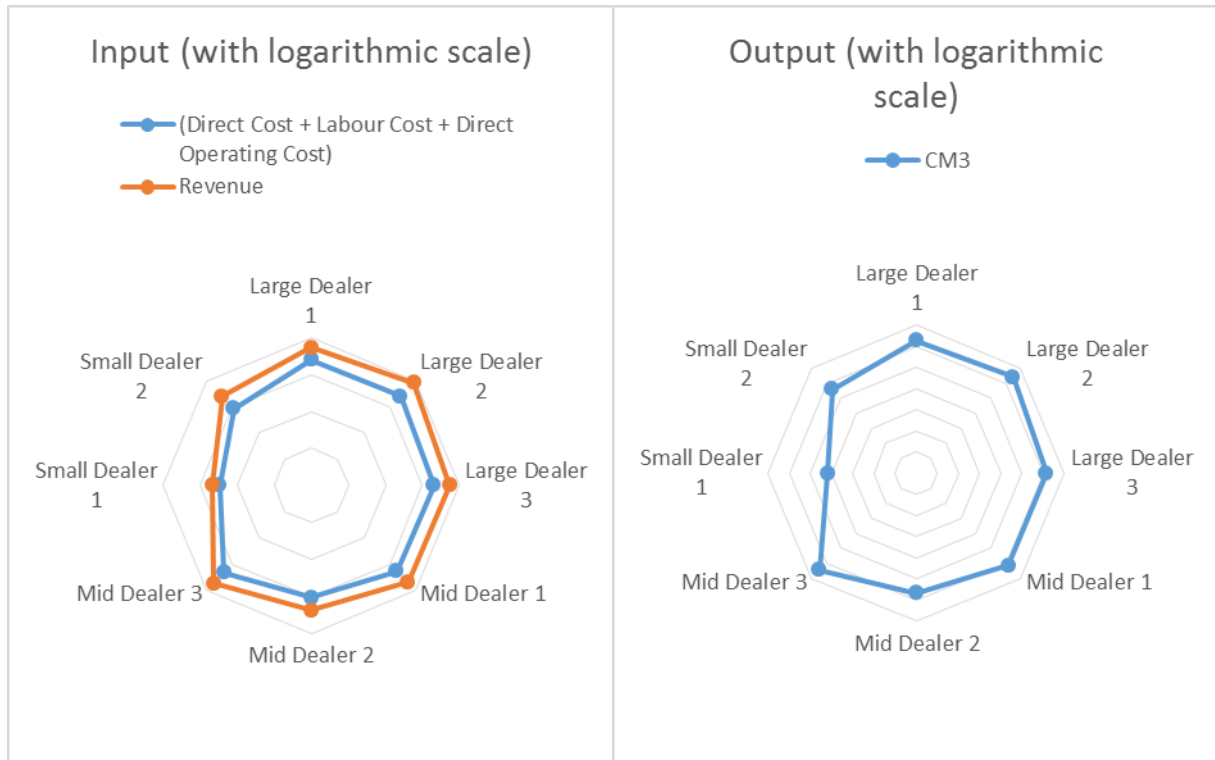 Input (with logarithmic scale)
(Direct Cost + Labour Cost + Direct
Operating Cost)
Revenue
Large Dealer
1
Large Dealer
2
Large Dealer
3
Mid Dealer 1
Mid Dealer 2
Mid Dealer 3
Small Dealer
1
Small Dealer
2
Output (with logarithmic
scale)
CM3
Large Dealer
1
Large Dealer
2
Large Dealer
3
Mid Dealer 1
Mid Dealer 2
Mid Dealer 3
Small Dealer
1
Small Dealer
2